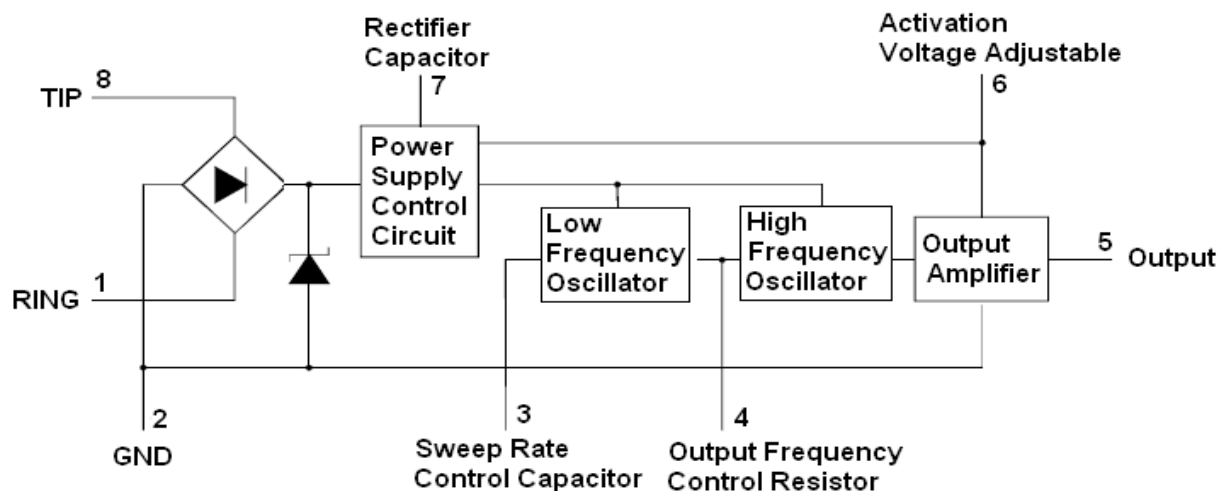 Rectifier
Capacitor
7
Activation
Voltage Adjustable
6
TIP
8
Power
Supply
Control
Circuit
Low
Frequency
Oscillator
High
Frequency
Oscillator
Output
Amplifier
5
Output
RING
1
2
GND
3
Sweep Rate
Control Capacitor
4
Output Frequency
Control Resistor